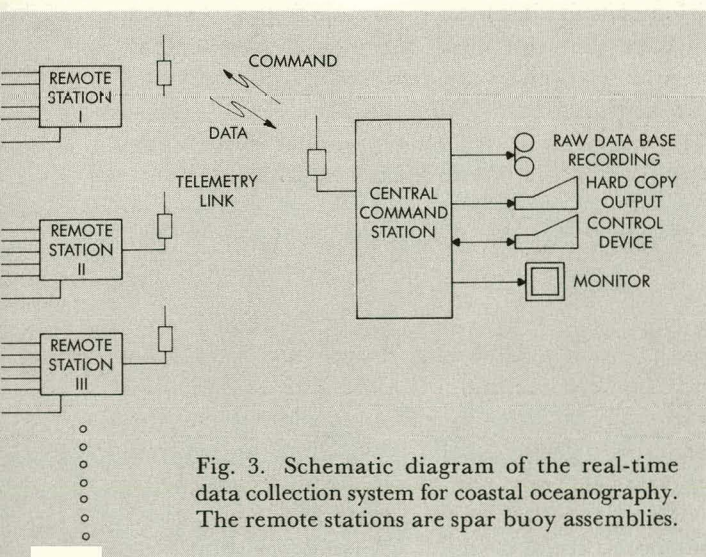 REMOTE
STATION
I
COMMAND
DATA
TELEMETRY
LINK
REMOTE
STATION
II
REMOTE
STATION
III
CENTRAL
COMMAND
STATION
RAW DATA BASE
RECORDING
HARD COPY
OUTPUT
CONTROL
DEVICE
MONITOR
Fig. 3. Schematic diagram of the real-time
data collection system for coastal oceanography.
The remote stations are spar buoy assemblies.